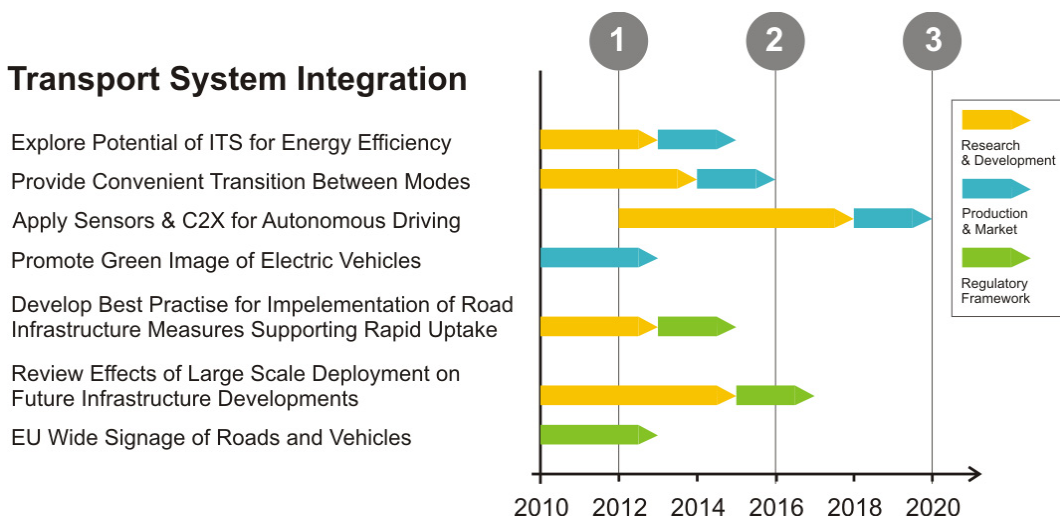 1
2
3
Transport System Integration
Explore Potential of ITS for Energy Efficiency
Provide Convenient Transition Between Modes
Apply Sensors & C2X for Autonomous Driving
Promote Green Image of Electric Vehicles
Develop Best Practise for Impelementation of Road
Infrastructure Measures Supporting Rapid Uptake
Review Effects of Large Scale Deployment on
Future Infrastructure Developments
EU Wide Signage of Roads and Vehicles
Research
& Development
Production
& Market
Regulatory
Framework
2010
2012
2014
2016
2018
2020